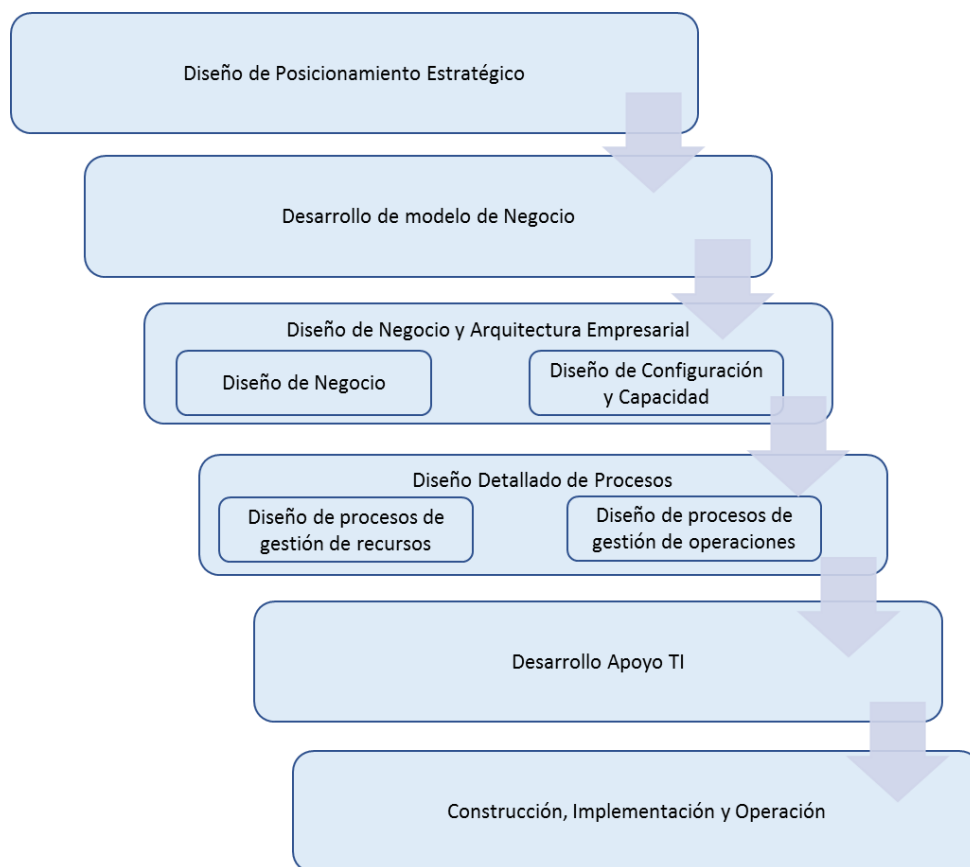 Diseño de Posicionamiento Estratégico
Desarrollo de modelo de Negocio
Diseño de Negocio y Arquitectura Empresarial
Diseño de Negocio
Diseño de Configuración
y Capacidad
Diseño Detallado de Procesos
Diseño de procesos de
gestión de recursos
Diseño de procesos de
gestión de operaciones
Desarrollo Apoyo TI
Construcción, Implementación y Operación